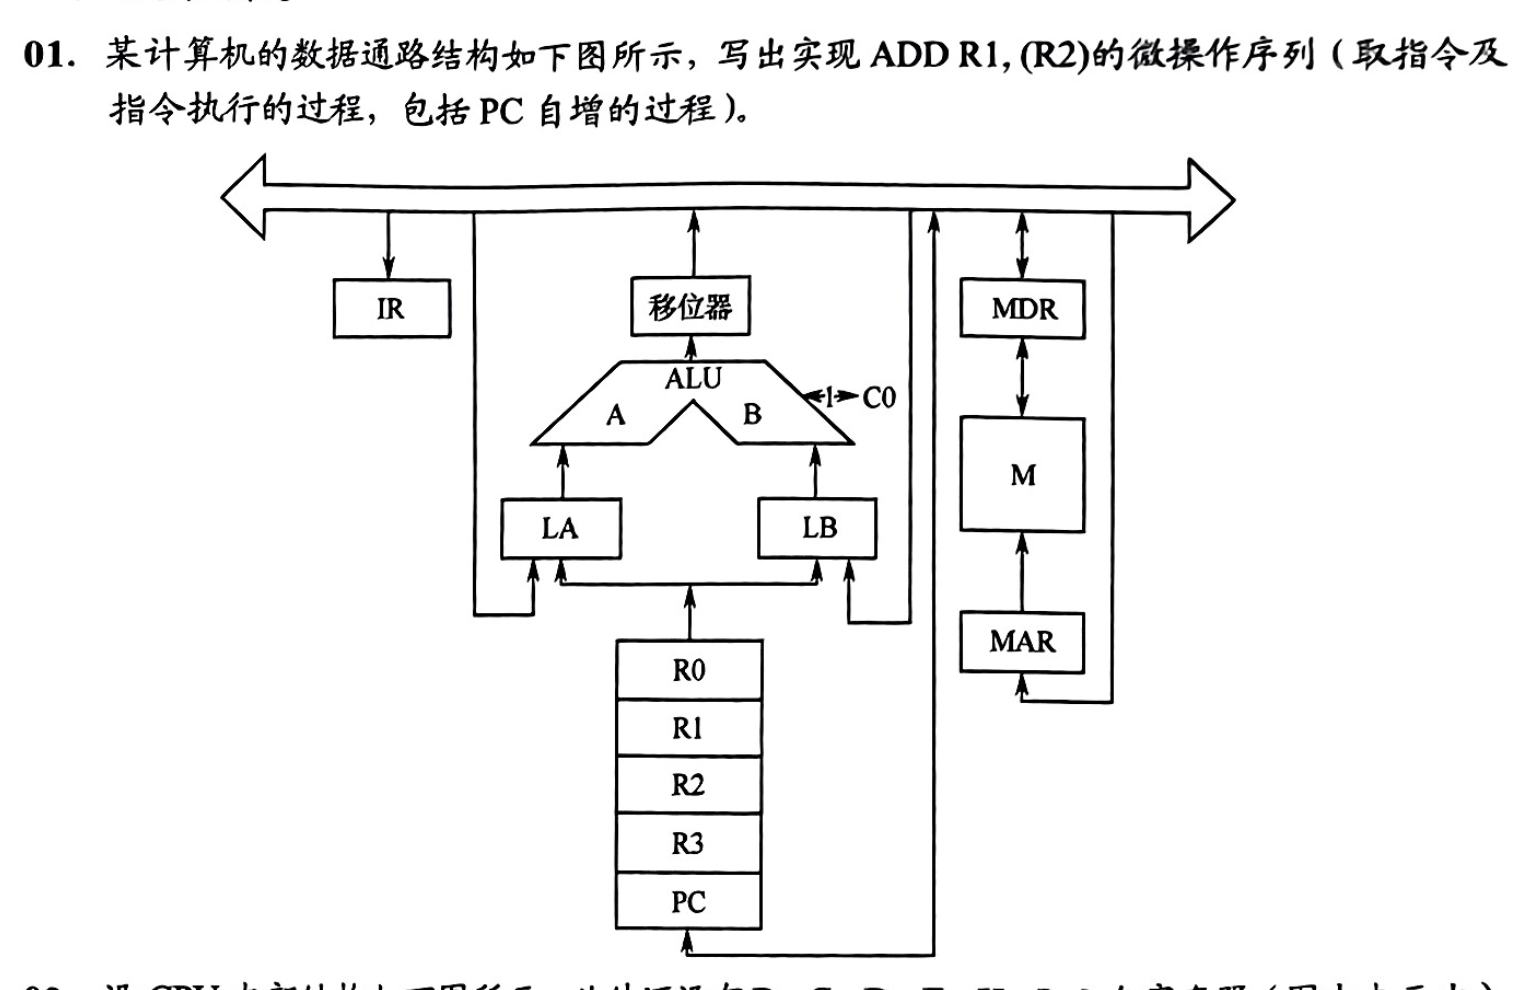 01. 某计算机的数据通路结构如下图所示，写出实现 ADD R1, (R2)的微操作序列（取指令及
指令执行的过程，包括 PC 自增的过程）。
IR
移位器
MDR
ALU
A
B
1
C0
M
LA
LB
MAR
R0
R1
R2
R3
PC